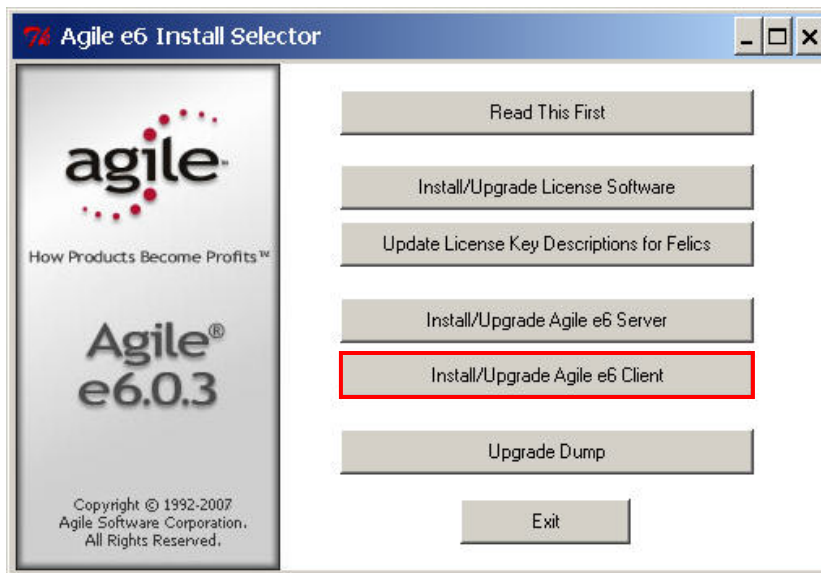 Agile e6 Install Selector
agile™
How Products Become Profits™
Agile®
e6.0.3
Copyright © 1992-2007
Agile Software Corporation.
All Rights Reserved.
Read This First
Install/Upgrade License Software
Update License Key Descriptions for Felics
Install/Upgrade Agile e6 Server
Install/Upgrade Agile e6 Client
Upgrade Dump
Exit